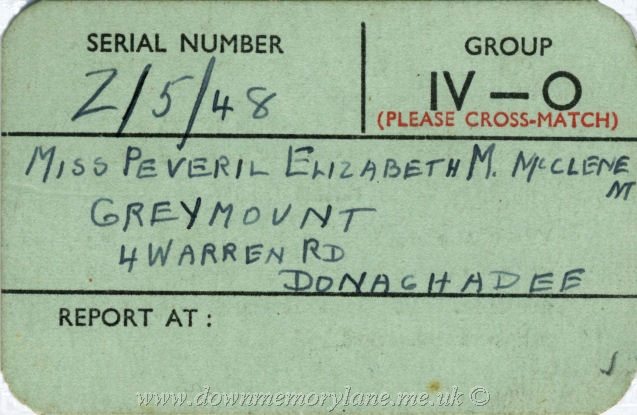 SERIAL NUMBER
Z/5/48
GROUP
IV — O
(PLEASE CROSS-MATCH)
MISS PEVERIL ELIZABETH M. McCLENE
NT
GREYMOUNT
4 WARREN RD
DONAGHADEE
REPORT AT :
www.downmemorylane.me.uk ©